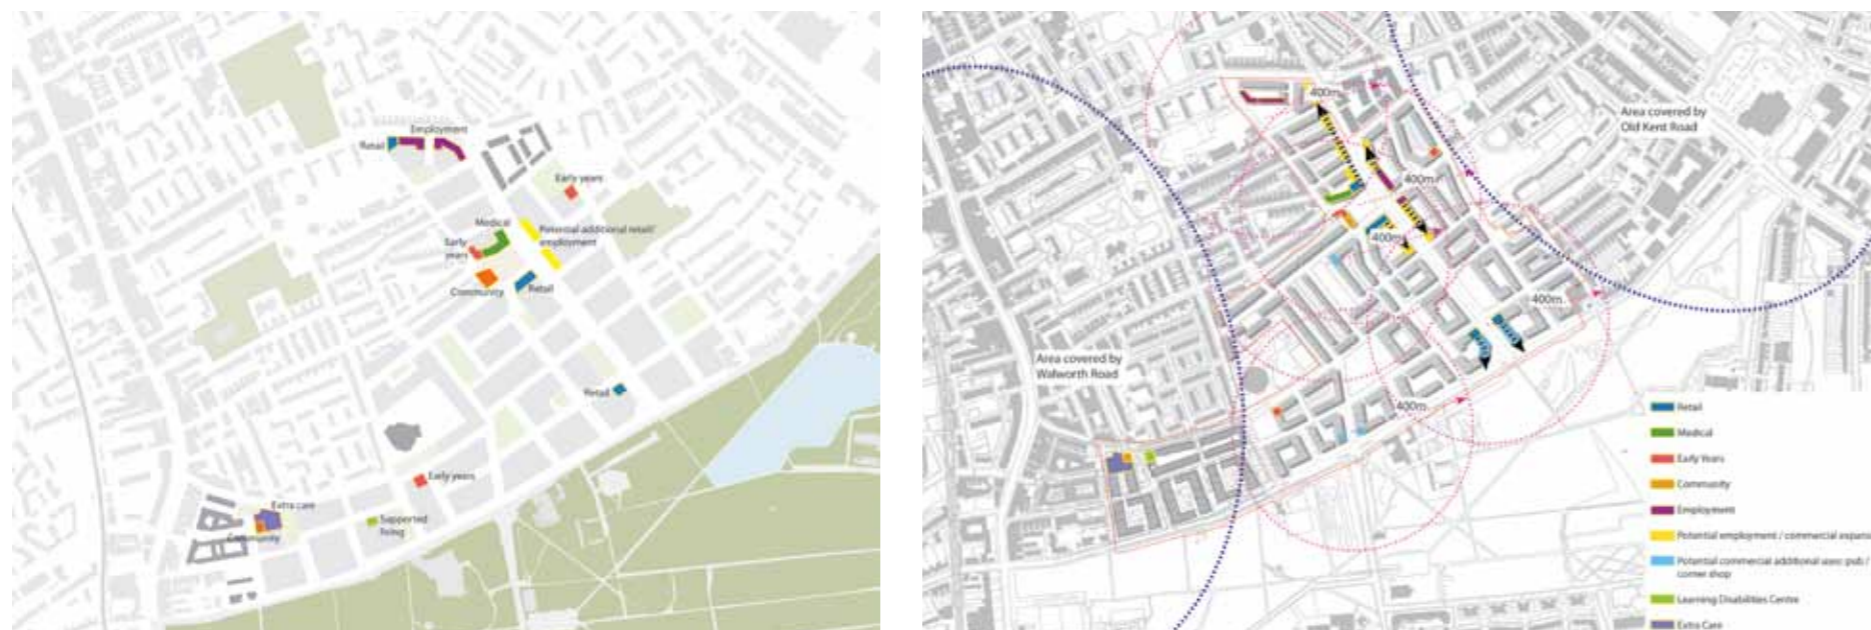 Employment
Retail
Early years
Medical
Potential additional retail/
employment
Early
years
Community
Retail
Retail
Early years
Extra care
Supported
living
Community
400m.
Area covered by
Old Kent Road
400m.
400m.
400m.
Area covered by
Walworth Road
400m.
Retail
Medical
Early Years
Community
Employment
Potential employment / commercial expans
Potential commercial additional uses: pub /
corner shop
Learning Disabilities Centre
Extra Care